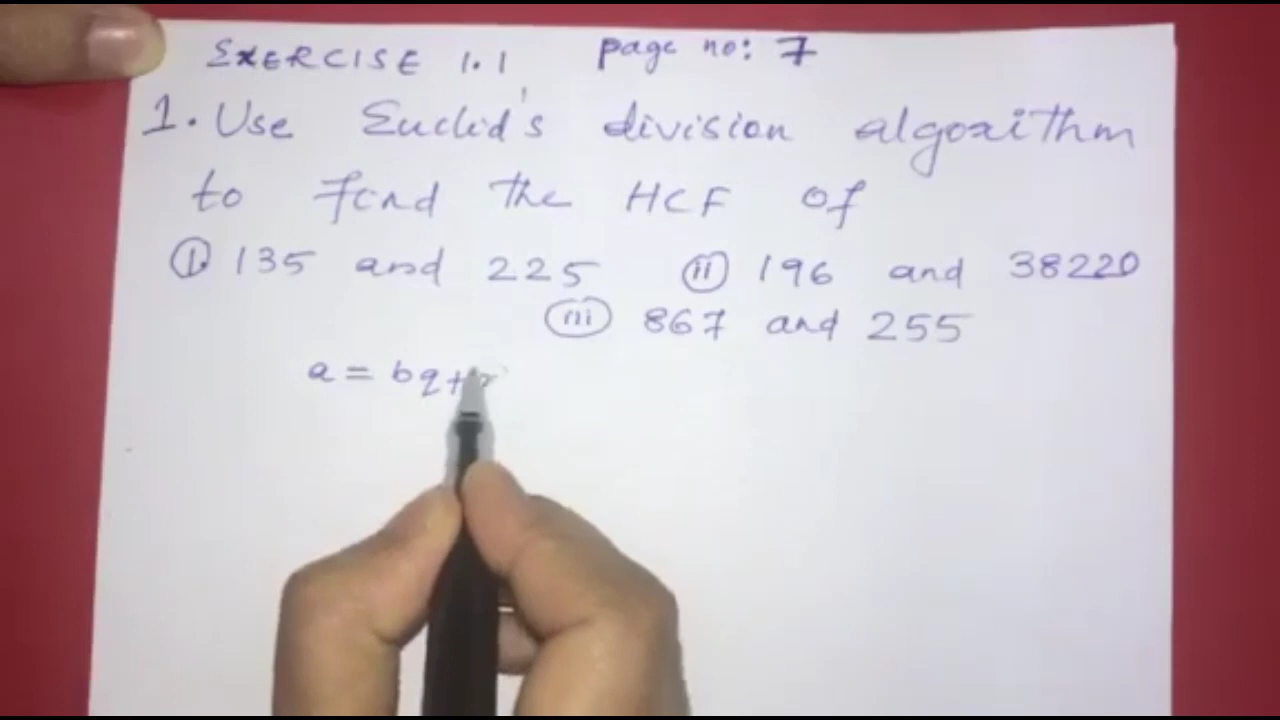 EXERCISE 1.1 page no: 7
1. Use Euclid's division algorithm
to find the HCF of
(i) 135 and 225 (ii) 196 and 38220
(iii) 867 and 255
a = bq+r